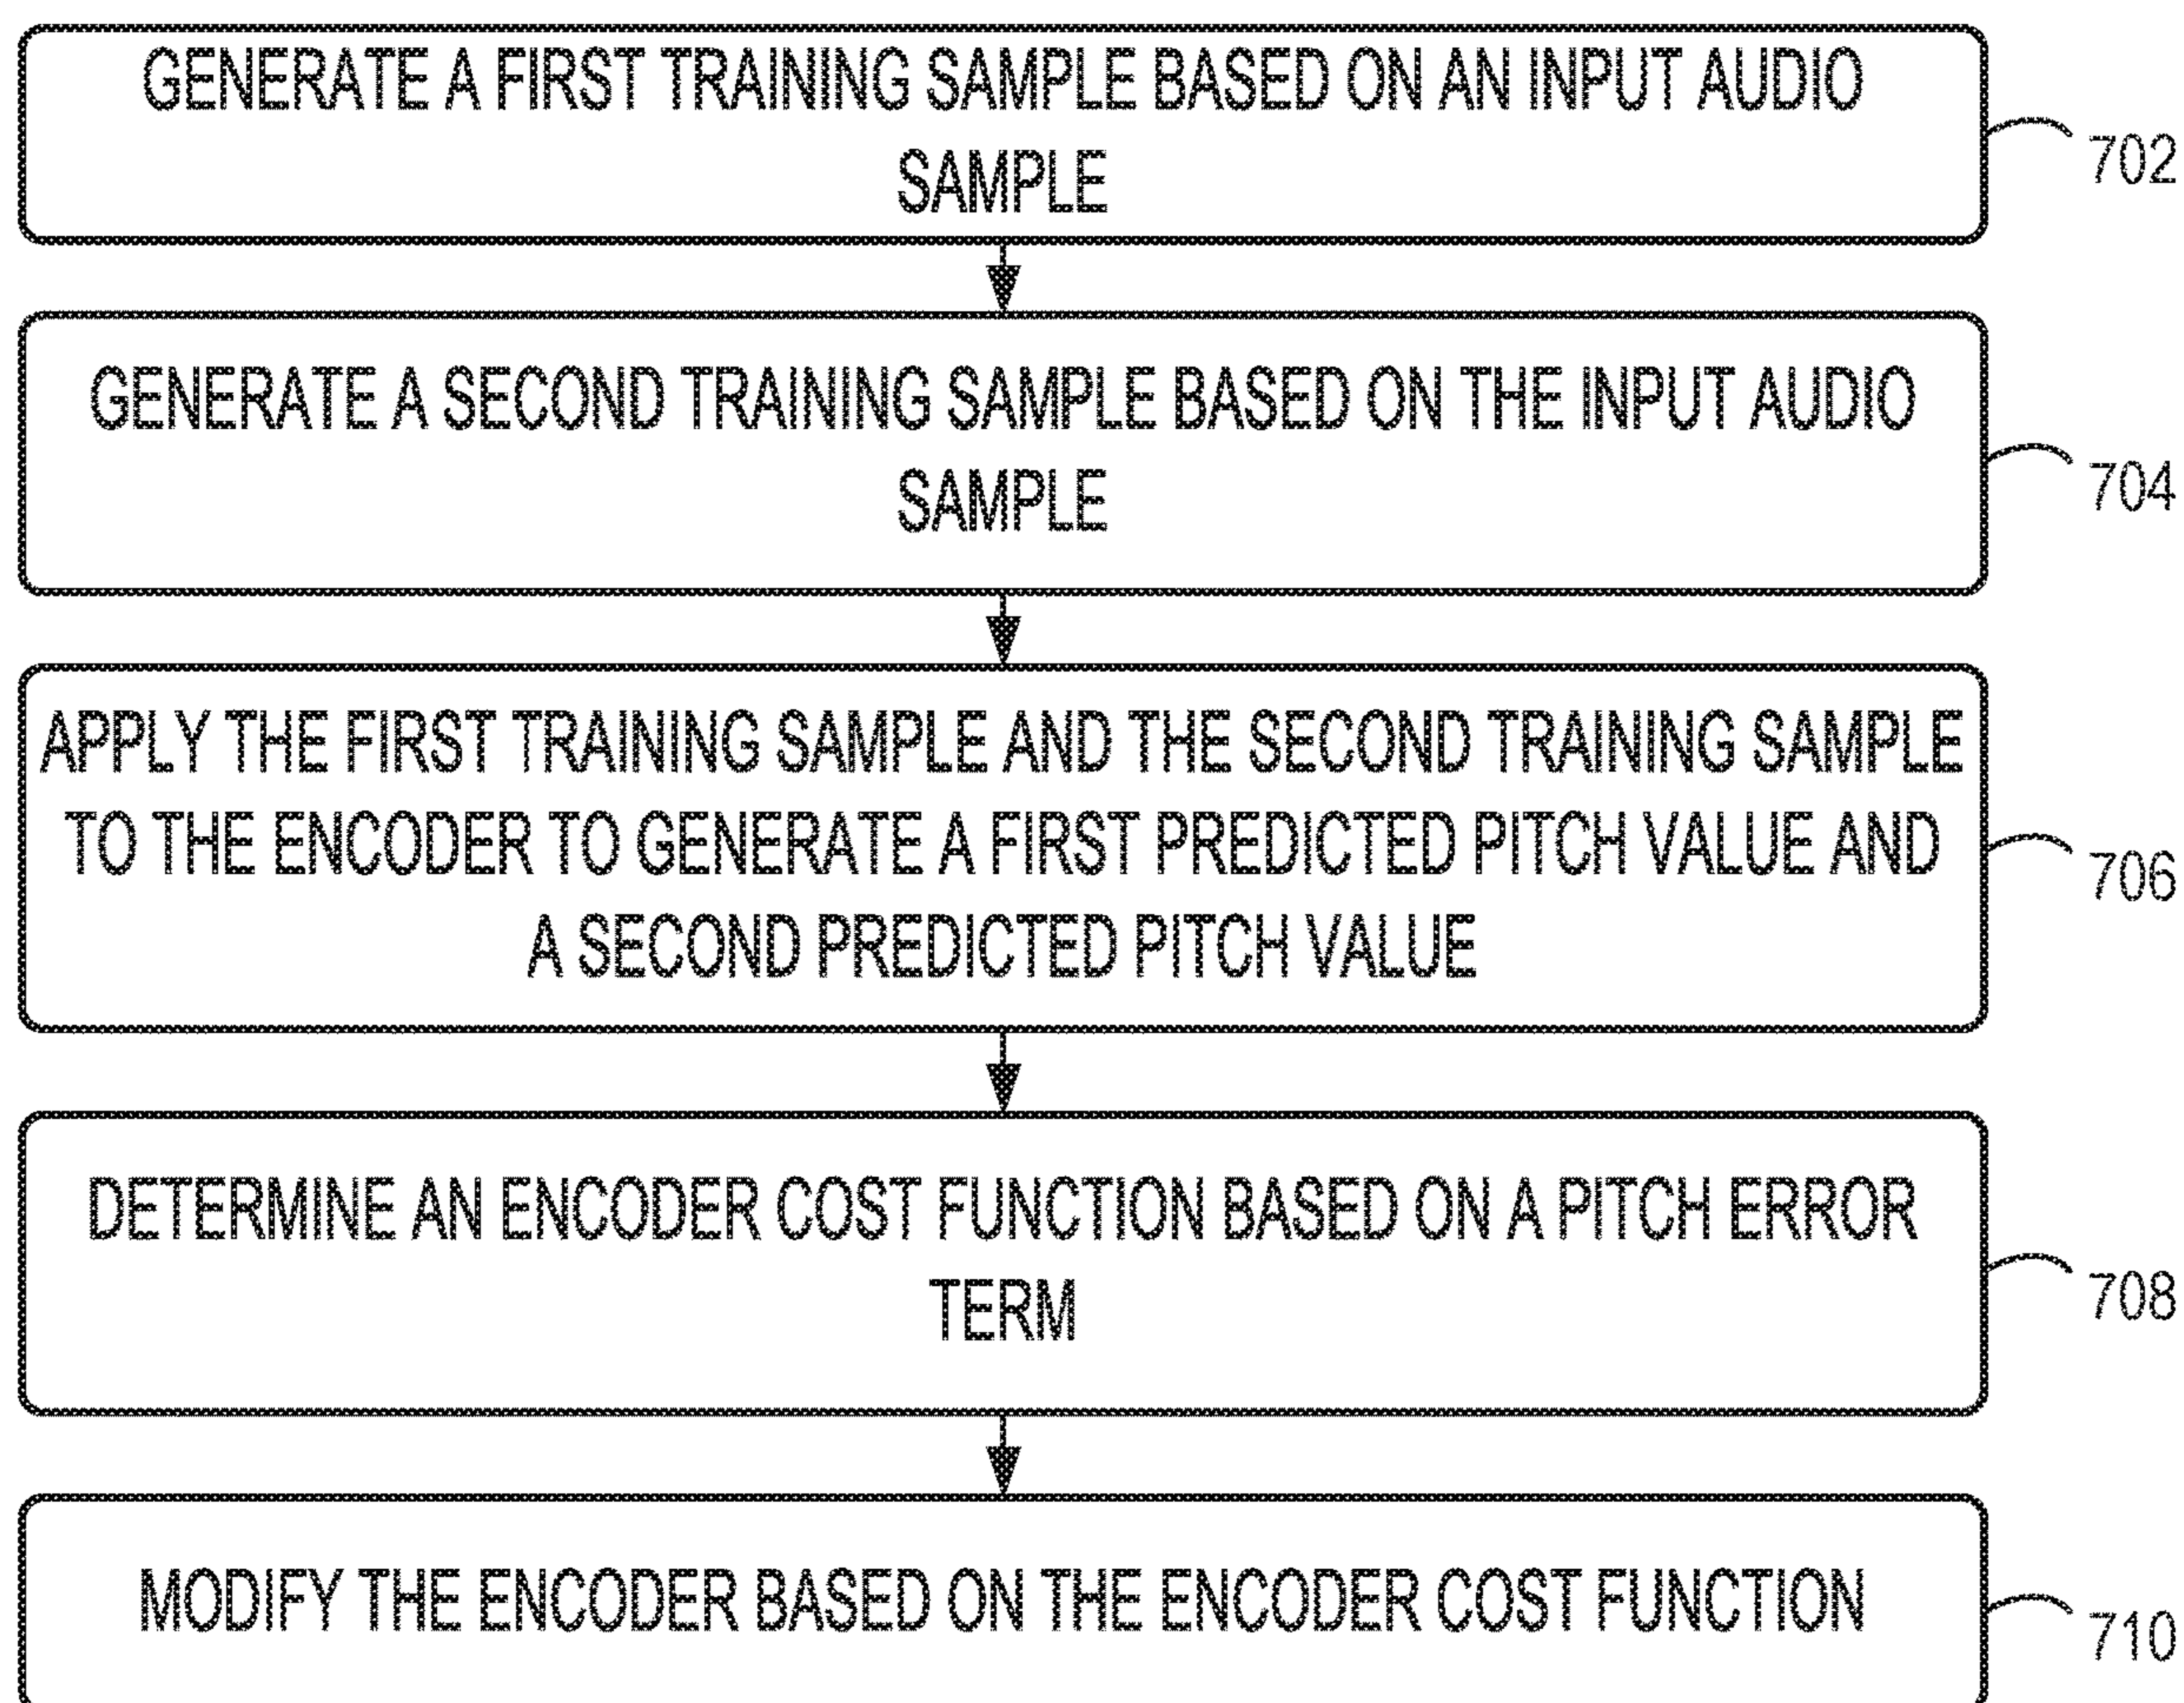 GENERATE A FIRST TRAINING SAMPLE BASED ON AN INPUT AUDIO
SAMPLE
702
GENERATE A SECOND TRAINING SAMPLE BASED ON THE INPUT AUDIO
SAMPLE
704
APPLY THE FIRST TRAINING SAMPLE AND THE SECOND TRAINING SAMPLE
TO THE ENCODER TO GENERATE A FIRST PREDICTED PITCH VALUE AND
A SECOND PREDICTED PITCH VALUE
706
DETERMINE AN ENCODER COST FUNCTION BASED ON A PITCH ERROR
TERM
708
MODIFY THE ENCODER BASED ON THE ENCODER COST FUNCTION
710